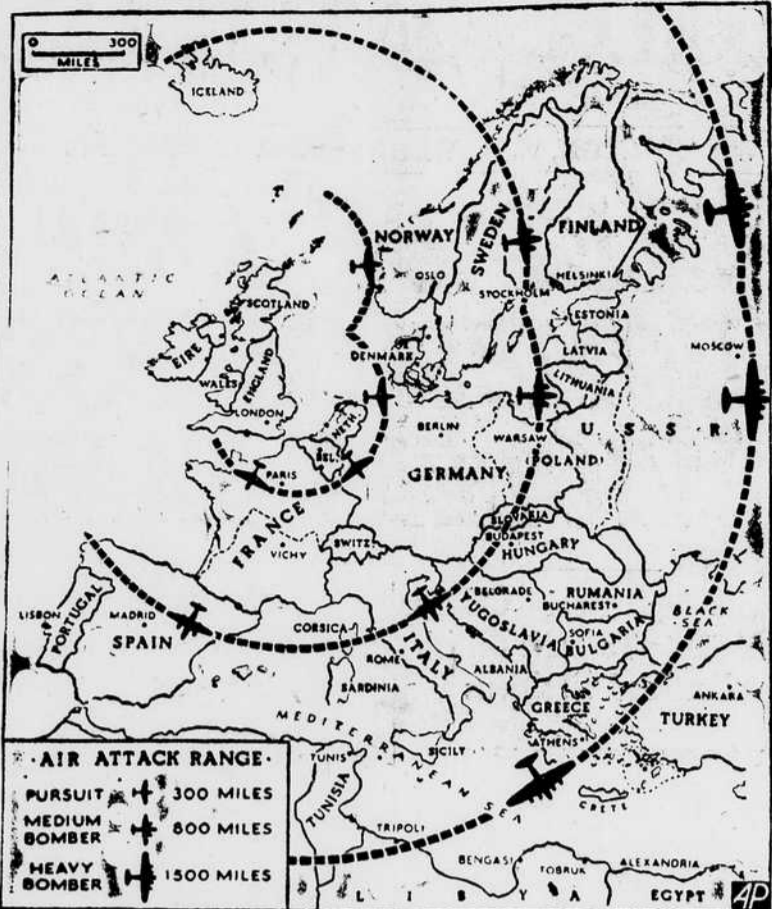 0 300
MILES
ICELAND
ATLANTIC
OCEAN
NORWAY
SWEDEN
FINLAND
OSLO
HELSINKI
STOCKHOLM
SCOTLAND
ESTONIA
EIRE
DENMARK
LATVIA
MOSCOW
WALES
ENGLAND
LITHUANIA
LONDON
NETH
BERLIN
WARSAW
U S S R
BEL.
PARIS
GERMANY
POLAND
FRANCE
SLOVAKIA
BUDAPEST
HUNGARY
VICHY
SWITZ.
BELGRADE
RUMANIA
BUCHAREST
BLACK
SEA
LISBON
PORTUGAL
MADRID
SPAIN
CORSICA
ITALY
YUGOSLAVIA
SOFIA
BULGARIA
ROME
ALBANIA
SARDINIA
GREECE
ANKARA
TURKEY
MEDITERRANEAN SEA
ATHENS
SICILY
CRETE
TUNIS
TUNISIA
TRIPOLI
BENGASI
TOBRUK
ALEXANDRIA
LIBYA
EGYPT
· AIR ATTACK RANGE ·
PURSUIT 300 MILES
MEDIUM
BOMBER 800 MILES
HEAVY
BOMBER 1500 MILES
AP